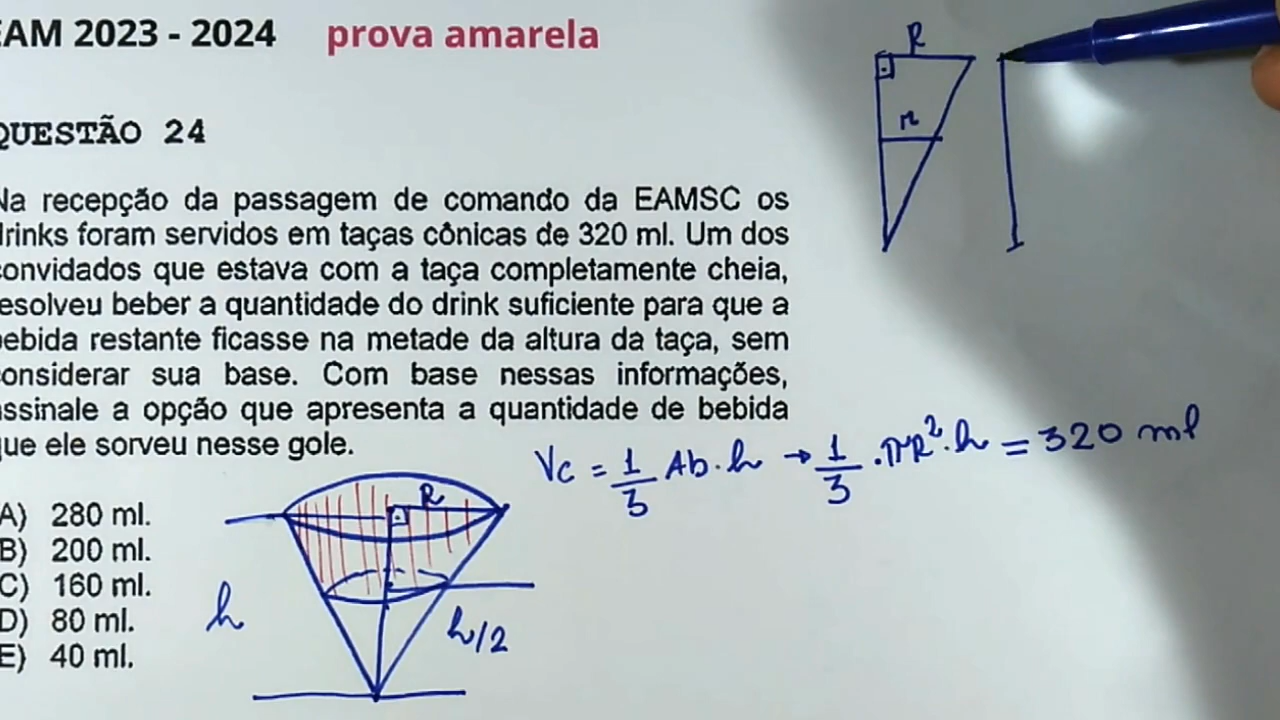 EAM 2023 - 2024 prova amarela
QUESTÃO 24
Na recepção da passagem de comando da EAMSC os
drinks foram servidos em taças cônicas de 320 ml. Um dos
convidados que estava com a taça completamente cheia,
resolveu beber a quantidade do drink suficiente para que a
bebida restante ficasse na metade da altura da taça, sem
considerar sua base. Com base nessas informações,
assinale a opção que apresenta a quantidade de bebida
que ele sorveu nesse gole.
A) 280 ml.
B) 200 ml.
C) 160 ml.
D) 80 ml.
E) 40 ml.
R
h
h/2
Vc = 1/3 Ab · h → 1/3 · πR² · h = 320 ml
R
r